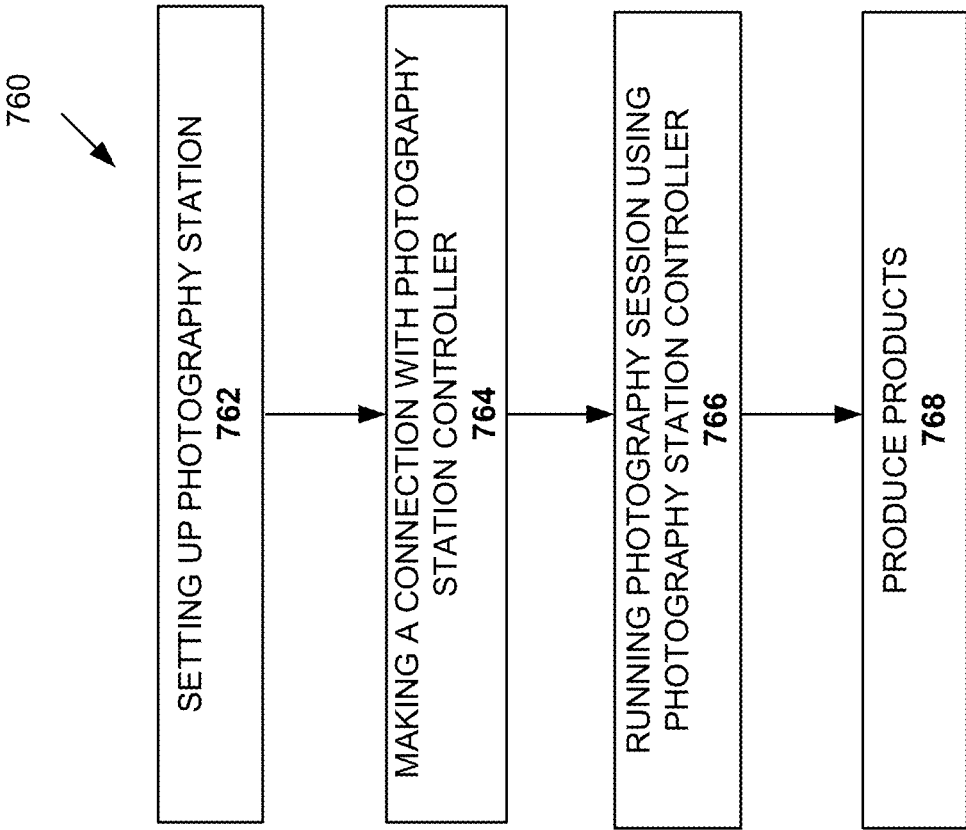 760
SETTING UP PHOTOGRAPHY STATION
762
MAKING A CONNECTION WITH PHOTOGRAPHY
STATION CONTROLLER
764
RUNNING PHOTOGRAPHY SESSION USING
PHOTOGRAPHY STATION CONTROLLER
766
PRODUCE PRODUCTS
768